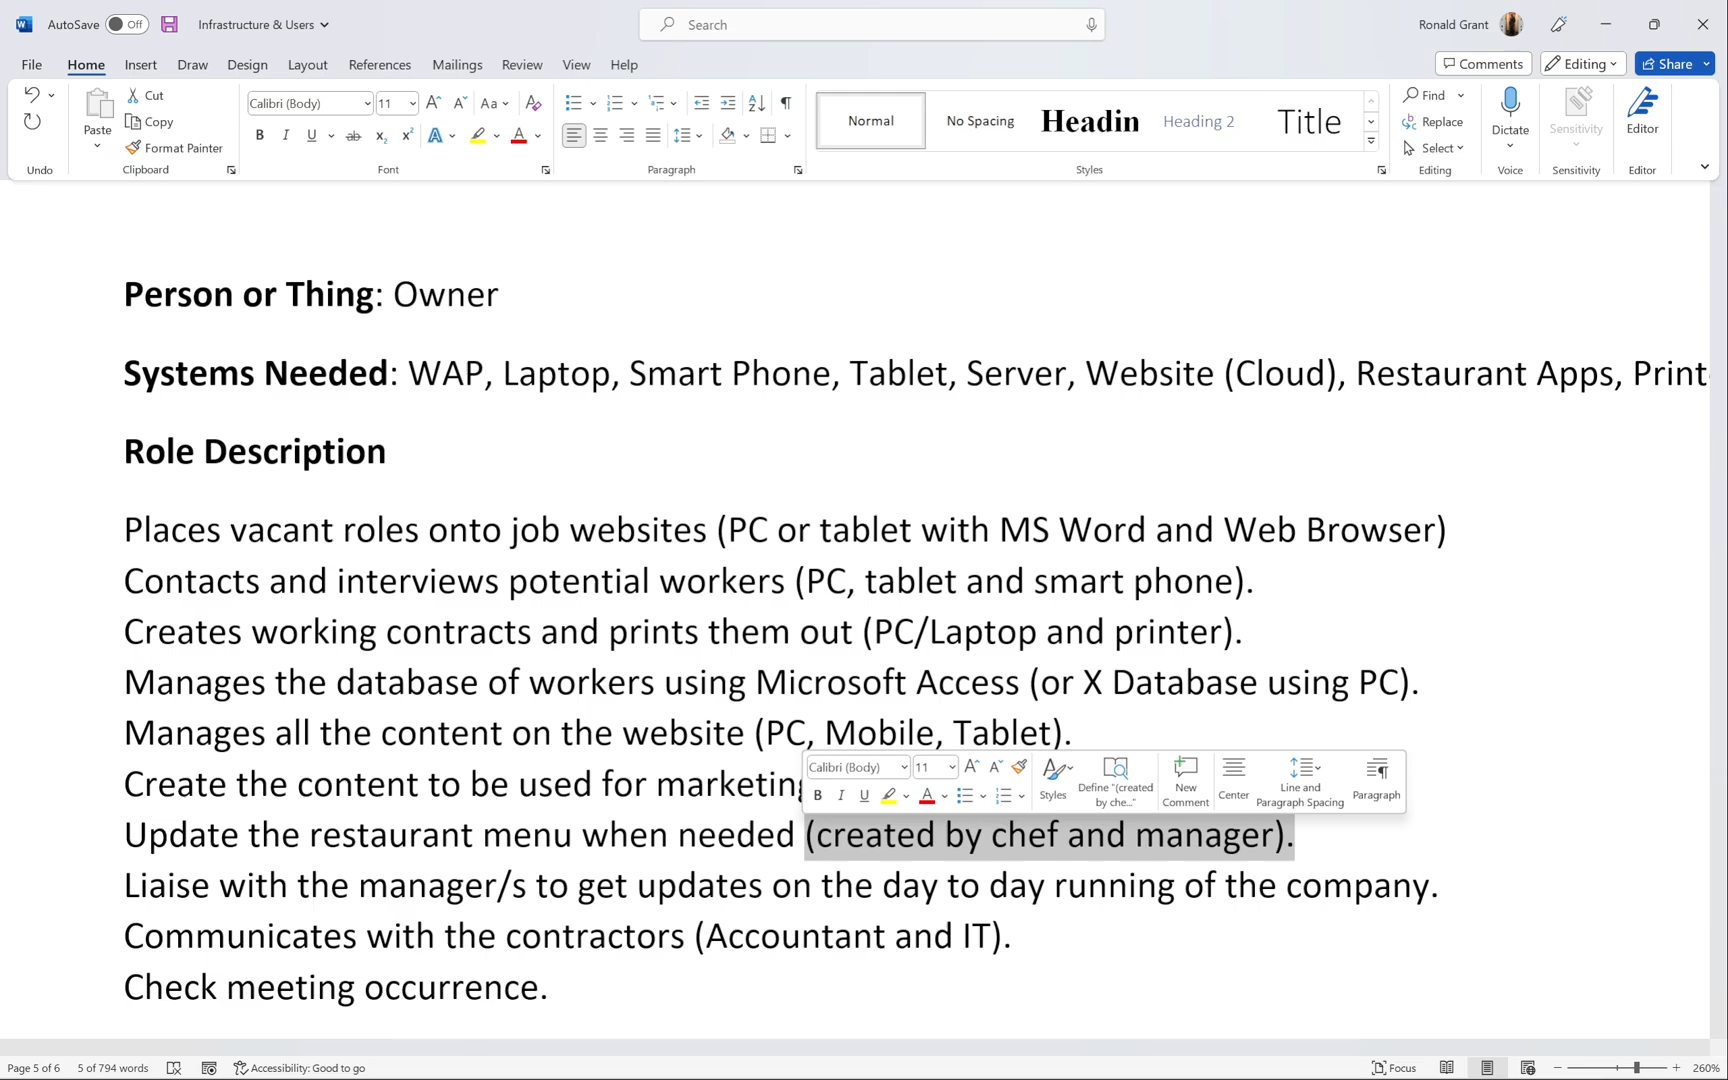 AutoSave Off Infrastructure & Users Search Ronald Grant
File Home Insert Draw Design Layout References Mailings Review View Help Comments Editing Share
Calibri (Body) 11 Aa
Paste Cut
Copy
Format Painter
B I U ab x₂ x² A A
Normal No Spacing Headin Heading 2 Title
Find
Replace
Select
Dictate Sensitivity Editor
Undo Clipboard Font Paragraph Styles Editing Voice Sensitivity Editor
Person or Thing: Owner
Systems Needed: WAP, Laptop, Smart Phone, Tablet, Server, Website (Cloud), Restaurant Apps,
Role Description
Places vacant roles onto job websites (PC or tablet with MS Word and Web Browser)
Contacts and interviews potential workers (PC, tablet and smart phone).
Creates working contracts and prints them out (PC/Laptop and printer).
Manages the database of workers using Microsoft Access (or X Database using PC).
Manages all the content on the website (PC, Mobile, Tablet).
Create the content to be used for marketing
Calibri (Body) 11
B I U A
Styles Define "(created by che..." New Comment Center Line and Paragraph Spacing Paragraph
Update the restaurant menu when needed (created by chef and manager).
Liaise with the manager/s to get updates on the day to day running of the company.
Communicates with the contractors (Accountant and IT).
Check meeting occurrence.
Page 5 of 6 5 of 794 words Accessibility: Good to go Focus 260%